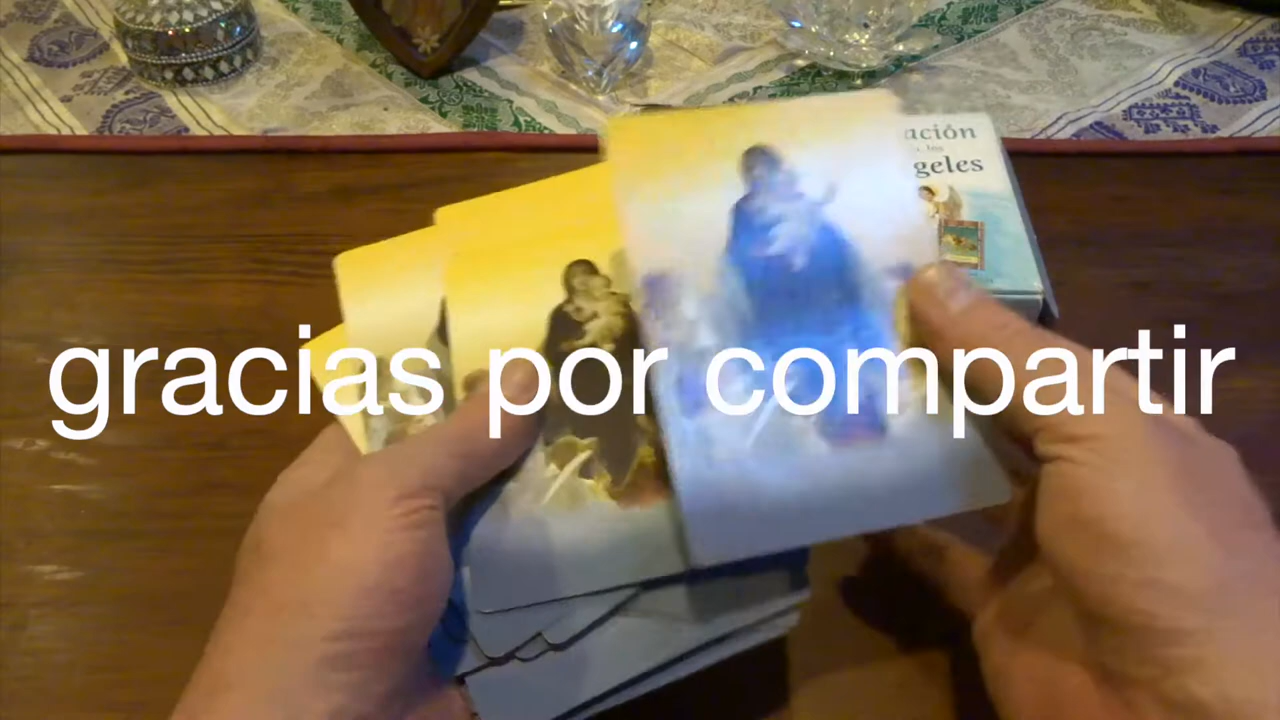 ación
geles
gracias por compartir